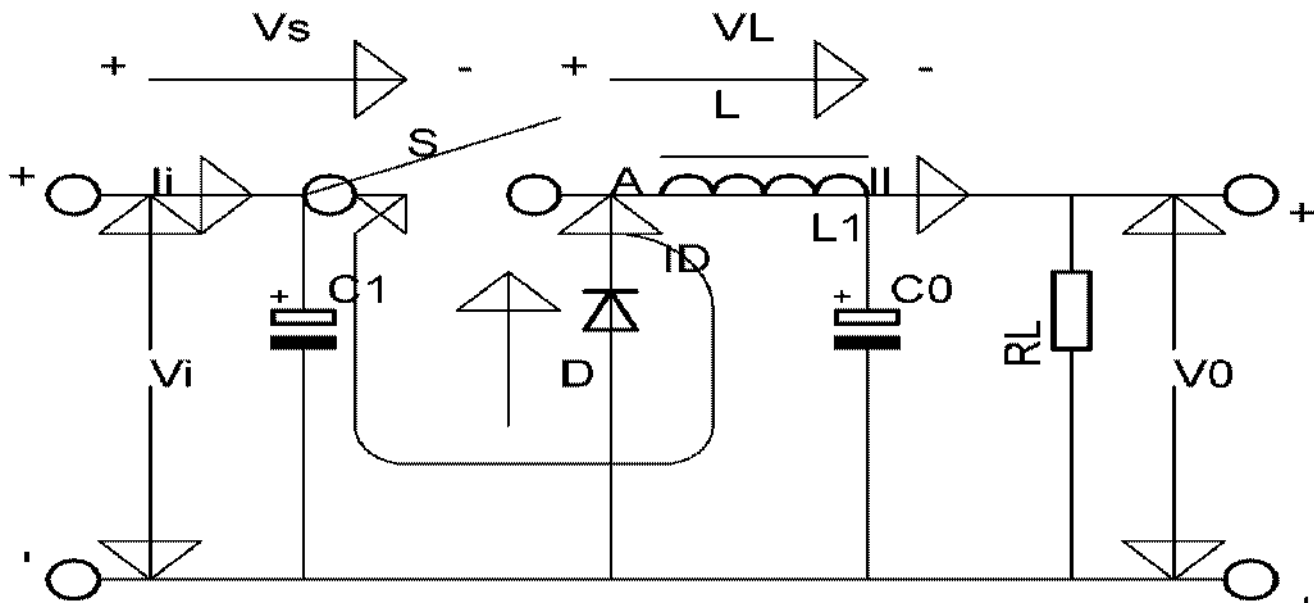 Vs VL
+ - + -
L
S
+ Ii A Il +
L1
ID
+ C1 + C0
RL
Vi D V0
-
+